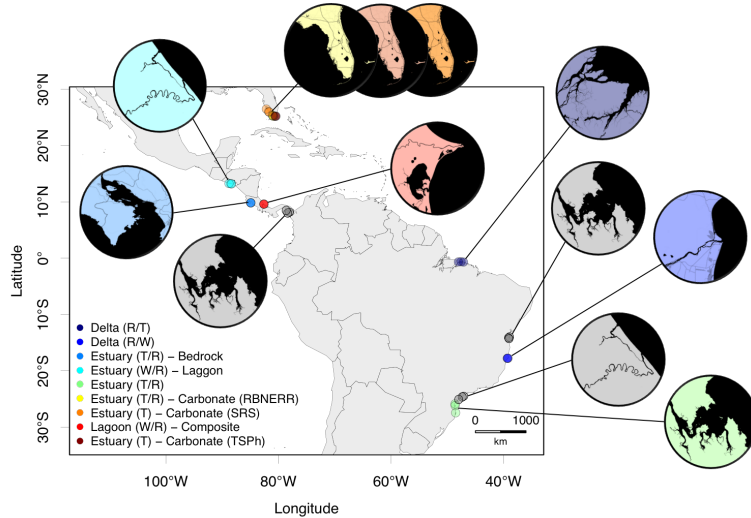 30°N
20°N
10°N
0°
10°S
20°S
30°S
Latitude
Delta (R/T)
Delta (R/W)
Estuary (T/R) – Bedrock
Estuary (W/R) – Laggon
Estuary (T/R)
Estuary (T/R) – Carbonate (RBNERR)
Estuary (T) – Carbonate (SRS)
Lagoon (W/R) – Composite
Estuary (T) – Carbonate (TSPh)
0 1000
km
100°W 80°W 60°W 40°W
Longitude